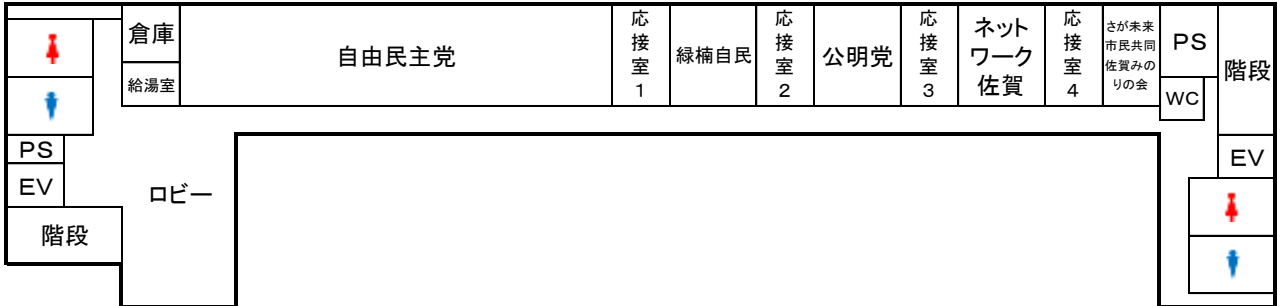 倉庫
給湯室
自由民主党
応接室1
緑楠自民
応接室2
公明党
応接室3
ネット
ワーク
佐賀
応接室4
さが未来
市民共同
佐賀みの
りの会
PS
WC
階段
PS
EV
階段
ロビー
EV